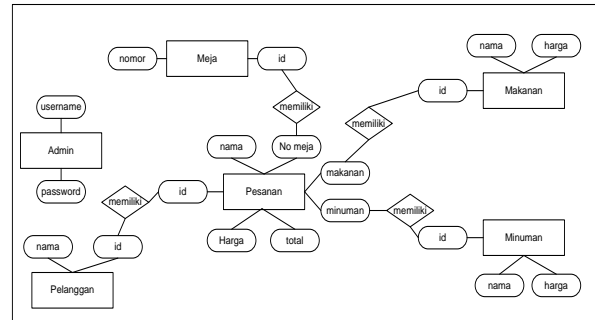 nama
harga
nomor
Meja
id
id
Makanan
username
memiliki
memiliki
Admin
nama
No meja
makanan
password
memiliki
id
Pesanan
minuman
memiliki
nama
id
Harga
total
id
Minuman
Pelanggan
nama
harga